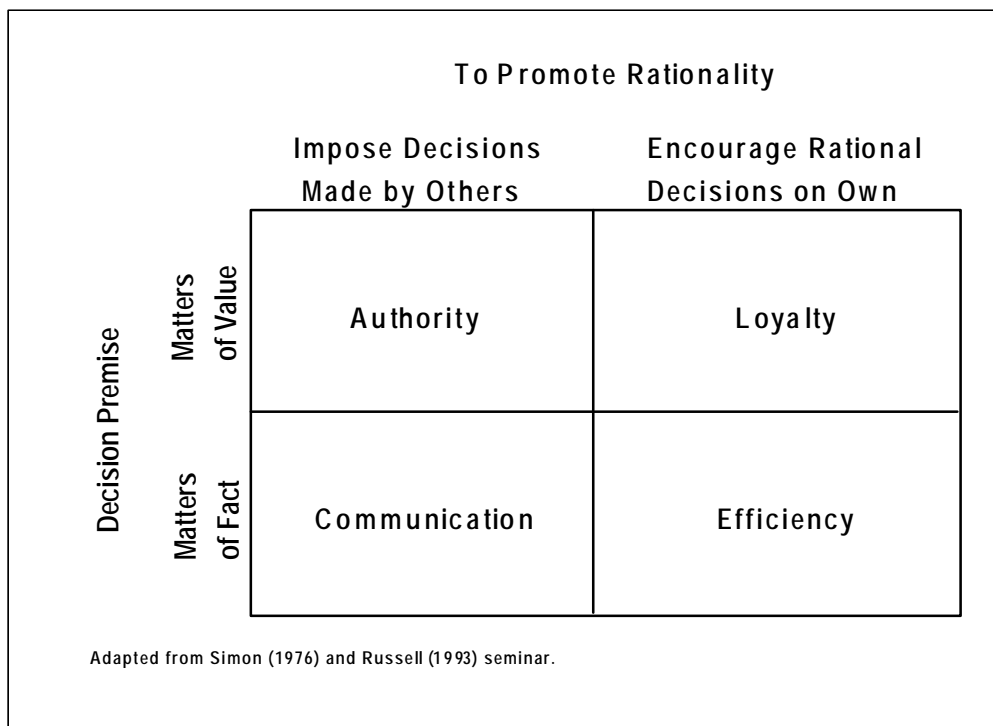 To Promote Rationality
Impose Decisions
Made by Others
Encourage Rational
Decisions on Own
Decision Premise
Matters
of Value
Authority
Loyalty
Matters
of Fact
Communication
Efficiency
Adapted from Simon (1976) and Russell (1993) seminar.